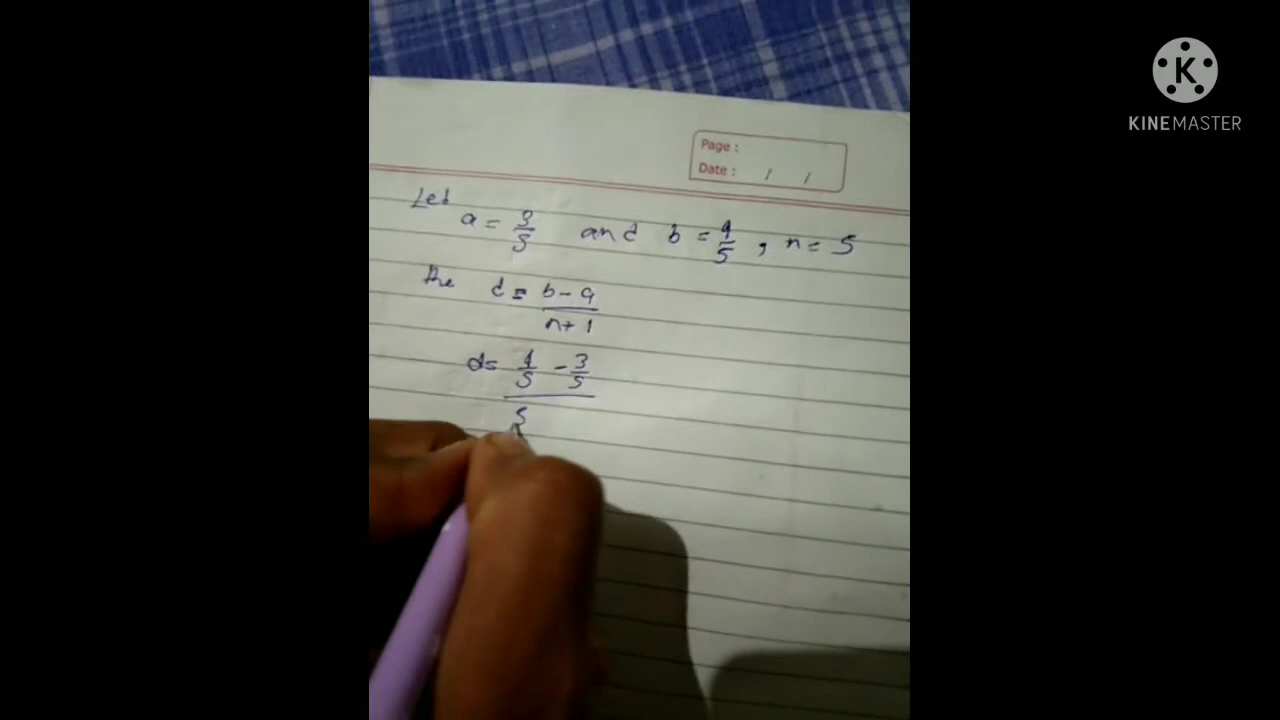 KINEMASTER
Page :
Date : / /
Let
a = 3/5 and b = 4/5 , n = 5
the d = b - a / n + 1
d = 4/5 - 3/5
5